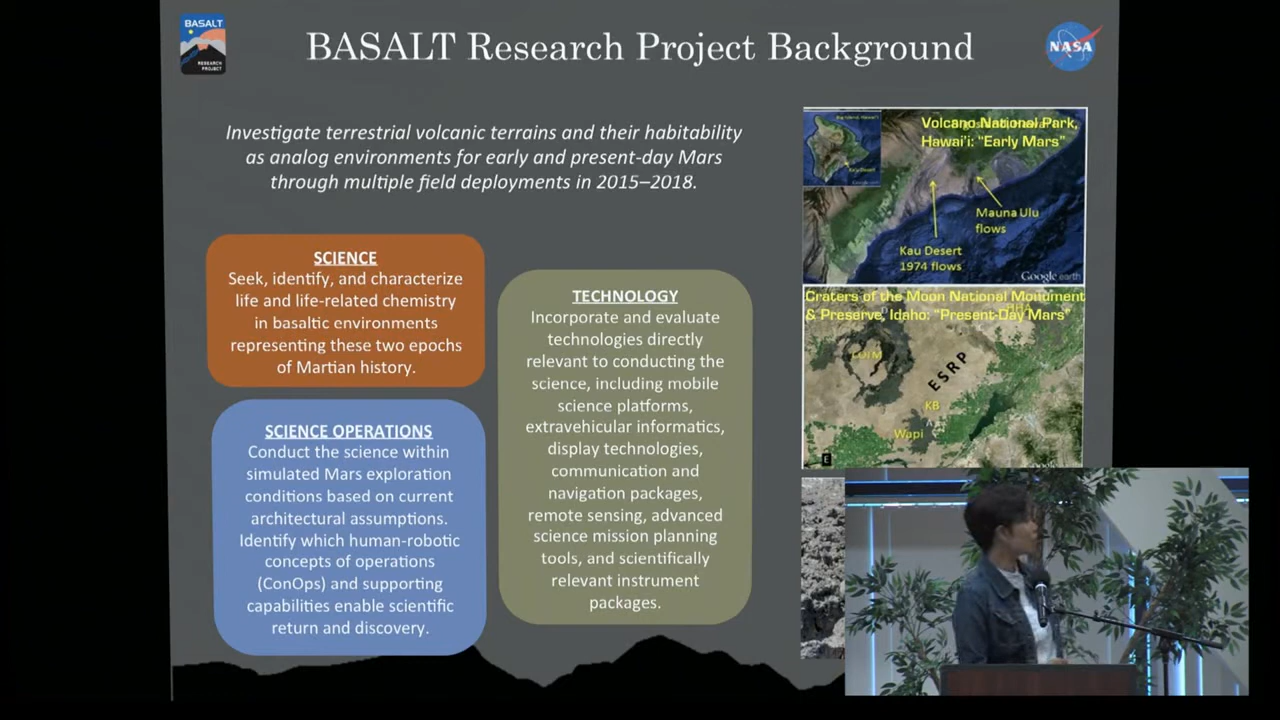 BASALT
RESEARCH
PROJECT
BASALT Research Project Background
NASA
Investigate terrestrial volcanic terrains and their habitability
as analog environments for early and present-day Mars
through multiple field deployments in 2015–2018.
SCIENCE
Seek, identify, and characterize
life and life-related chemistry
in basaltic environments
representing these two epochs
of Martian history.
SCIENCE OPERATIONS
Conduct the science within
simulated Mars exploration
conditions based on current
architectural assumptions.
Identify which human-robotic
concepts of operations
(ConOps) and supporting
capabilities enable scientific
return and discovery.
TECHNOLOGY
Incorporate and evaluate
technologies directly
relevant to conducting the
science, including mobile
science platforms,
extravehicular informatics,
display technologies,
communication and
navigation packages,
remote sensing, advanced
science mission planning
tools, and scientifically
relevant instrument
packages.
Volcano National Park,
Hawai'i: "Early Mars"
Mauna Ulu
flows
Kau Desert
1974 flows
Google earth
Craters of the Moon National Monument
& Preserve, Idaho: "Present-Day Mars"
COTM
ESRP
KB
Wapi
E